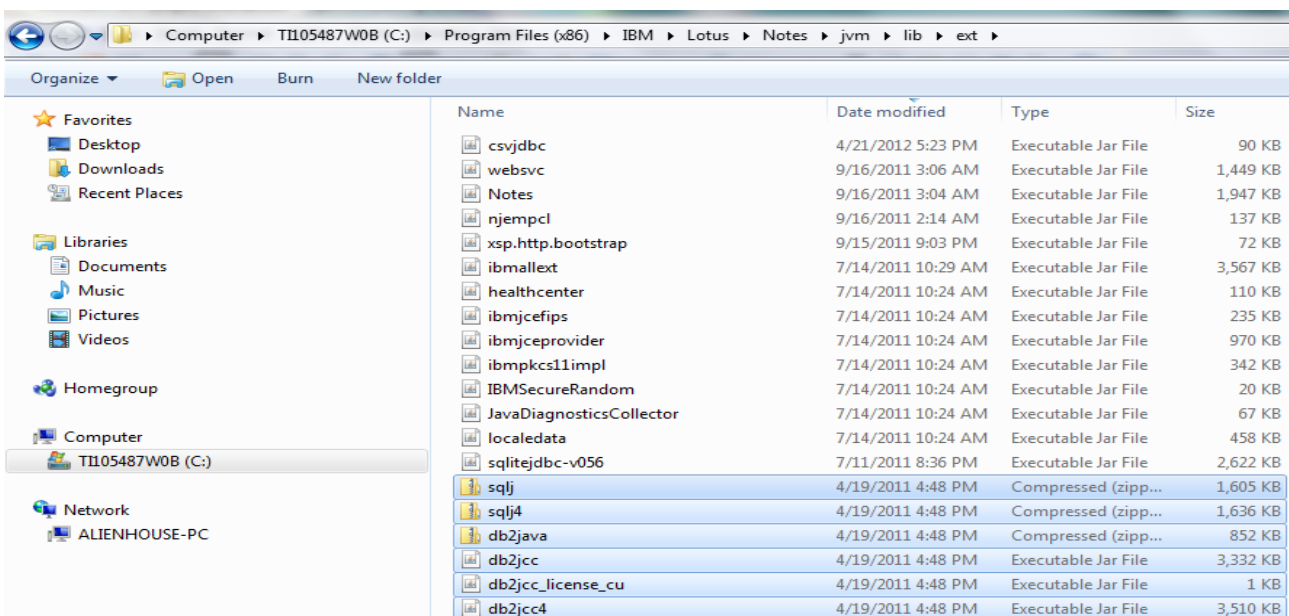 Computer ▸ TI105487W0B (C:) ▸ Program Files (x86) ▸ IBM ▸ Lotus ▸ Notes ▸ jvm ▸ lib ▸ ext ▸
Organize Open Burn New folder
Favorites
Desktop
Downloads
Recent Places
Libraries
Documents
Music
Pictures
Videos
Homegroup
Computer
TI105487W0B (C:)
Network
ALIENHOUSE-PC
Name Date modified Type Size
csvjdbc 4/21/2012 5:23 PM Executable Jar File 90 KB
websvc 9/16/2011 3:06 AM Executable Jar File 1,449 KB
Notes 9/16/2011 3:04 AM Executable Jar File 1,947 KB
njempcl 9/16/2011 2:14 AM Executable Jar File 137 KB
xsp.http.bootstrap 9/15/2011 9:03 PM Executable Jar File 72 KB
ibmallext 7/14/2011 10:29 AM Executable Jar File 3,567 KB
healthcenter 7/14/2011 10:24 AM Executable Jar File 110 KB
ibmjcefips 7/14/2011 10:24 AM Executable Jar File 235 KB
ibmjceprovider 7/14/2011 10:24 AM Executable Jar File 970 KB
ibmpkcs11impl 7/14/2011 10:24 AM Executable Jar File 342 KB
IBMSecureRandom 7/14/2011 10:24 AM Executable Jar File 20 KB
JavaDiagnosticsCollector 7/14/2011 10:24 AM Executable Jar File 67 KB
localedata 7/14/2011 10:24 AM Executable Jar File 458 KB
sqlitejdbc-v056 7/11/2011 8:36 PM Executable Jar File 2,622 KB
sqlj 4/19/2011 4:48 PM Compressed (zipp... 1,605 KB
sqlj4 4/19/2011 4:48 PM Compressed (zipp... 1,636 KB
db2java 4/19/2011 4:48 PM Compressed (zipp... 852 KB
db2jcc 4/19/2011 4:48 PM Executable Jar File 3,332 KB
db2jcc_license_cu 4/19/2011 4:48 PM Executable Jar File 1 KB
db2jcc4 4/19/2011 4:48 PM Executable Jar File 3,510 KB